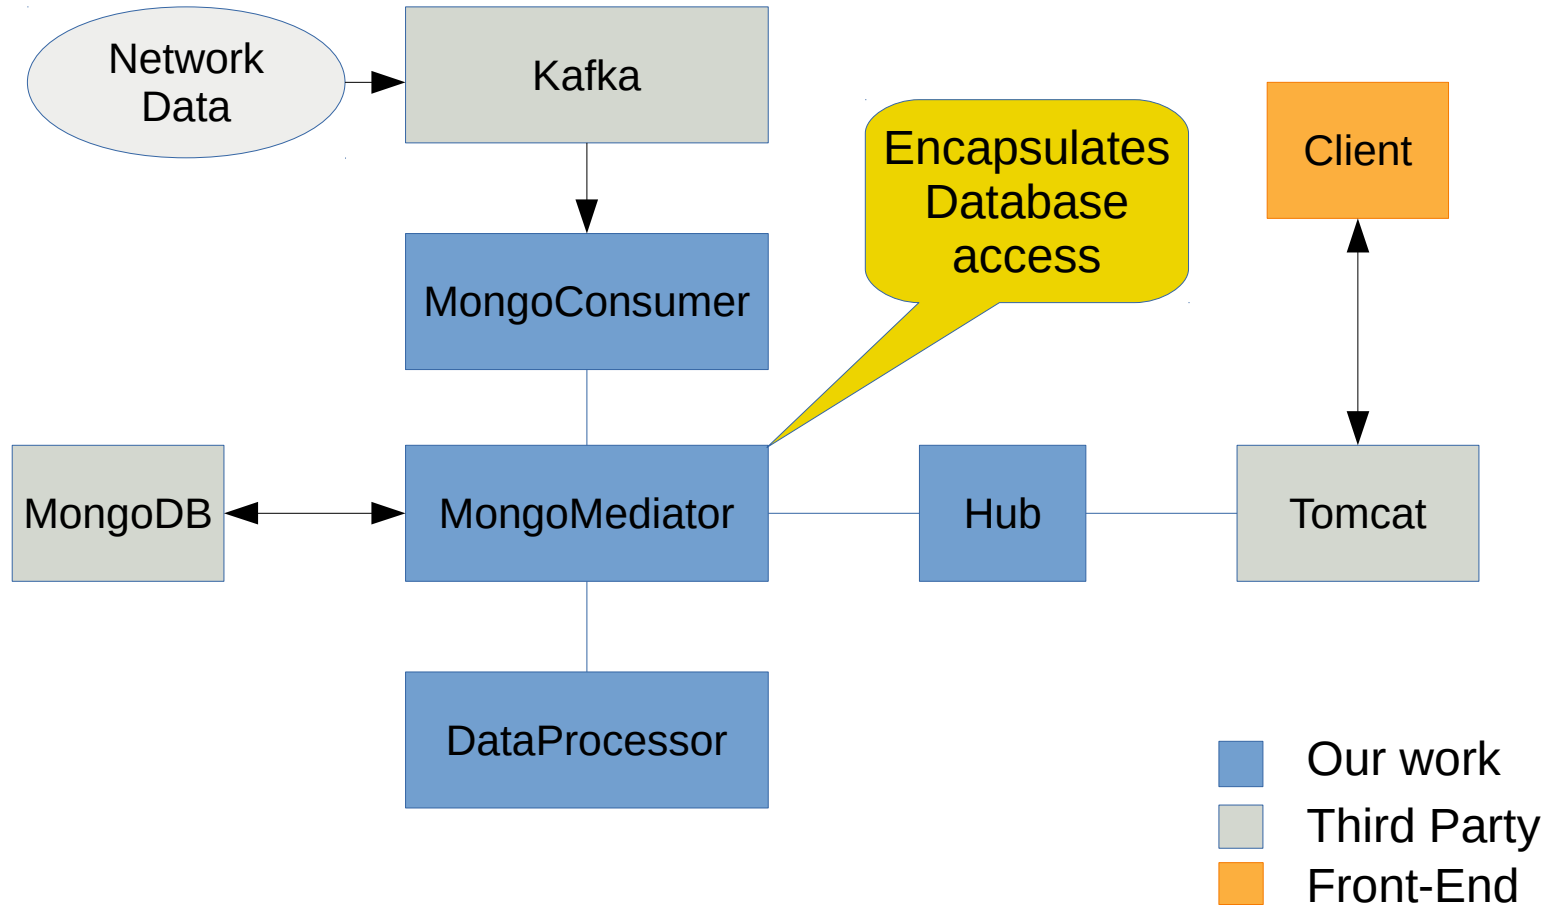 Network
Data
Kafka
Encapsulates
Database
access
Client
MongoConsumer
MongoDB
MongoMediator
Hub
Tomcat
DataProcessor
Our work
Third Party
Front-End